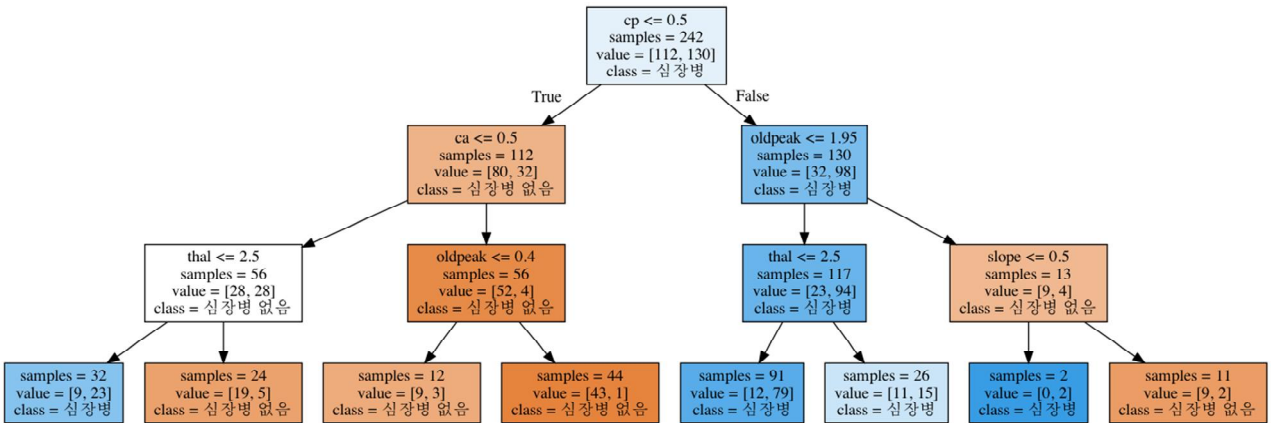 cp <= 0.5
samples = 242
value = [112, 130]
class = 심장병
True
False
ca <= 0.5
samples = 112
value = [80, 32]
class = 심장병 없음
oldpeak <= 1.95
samples = 130
value = [32, 98]
class = 심장병
thal <= 2.5
samples = 56
value = [28, 28]
class = 심장병 없음
oldpeak <= 0.4
samples = 56
value = [52, 4]
class = 심장병 없음
thal <= 2.5
samples = 117
value = [23, 94]
class = 심장병
slope <= 0.5
samples = 13
value = [9, 4]
class = 심장병 없음
samples = 32
value = [9, 23]
class = 심장병
samples = 24
value = [19, 5]
class = 심장병 없음
samples = 12
value = [9, 3]
class = 심장병 없음
samples = 44
value = [43, 1]
class = 심장병 없음
samples = 91
value = [12, 79]
class = 심장병
samples = 26
value = [11, 15]
class = 심장병
samples = 2
value = [0, 2]
class = 심장병
samples = 11
value = [9, 2]
class = 심장병 없음